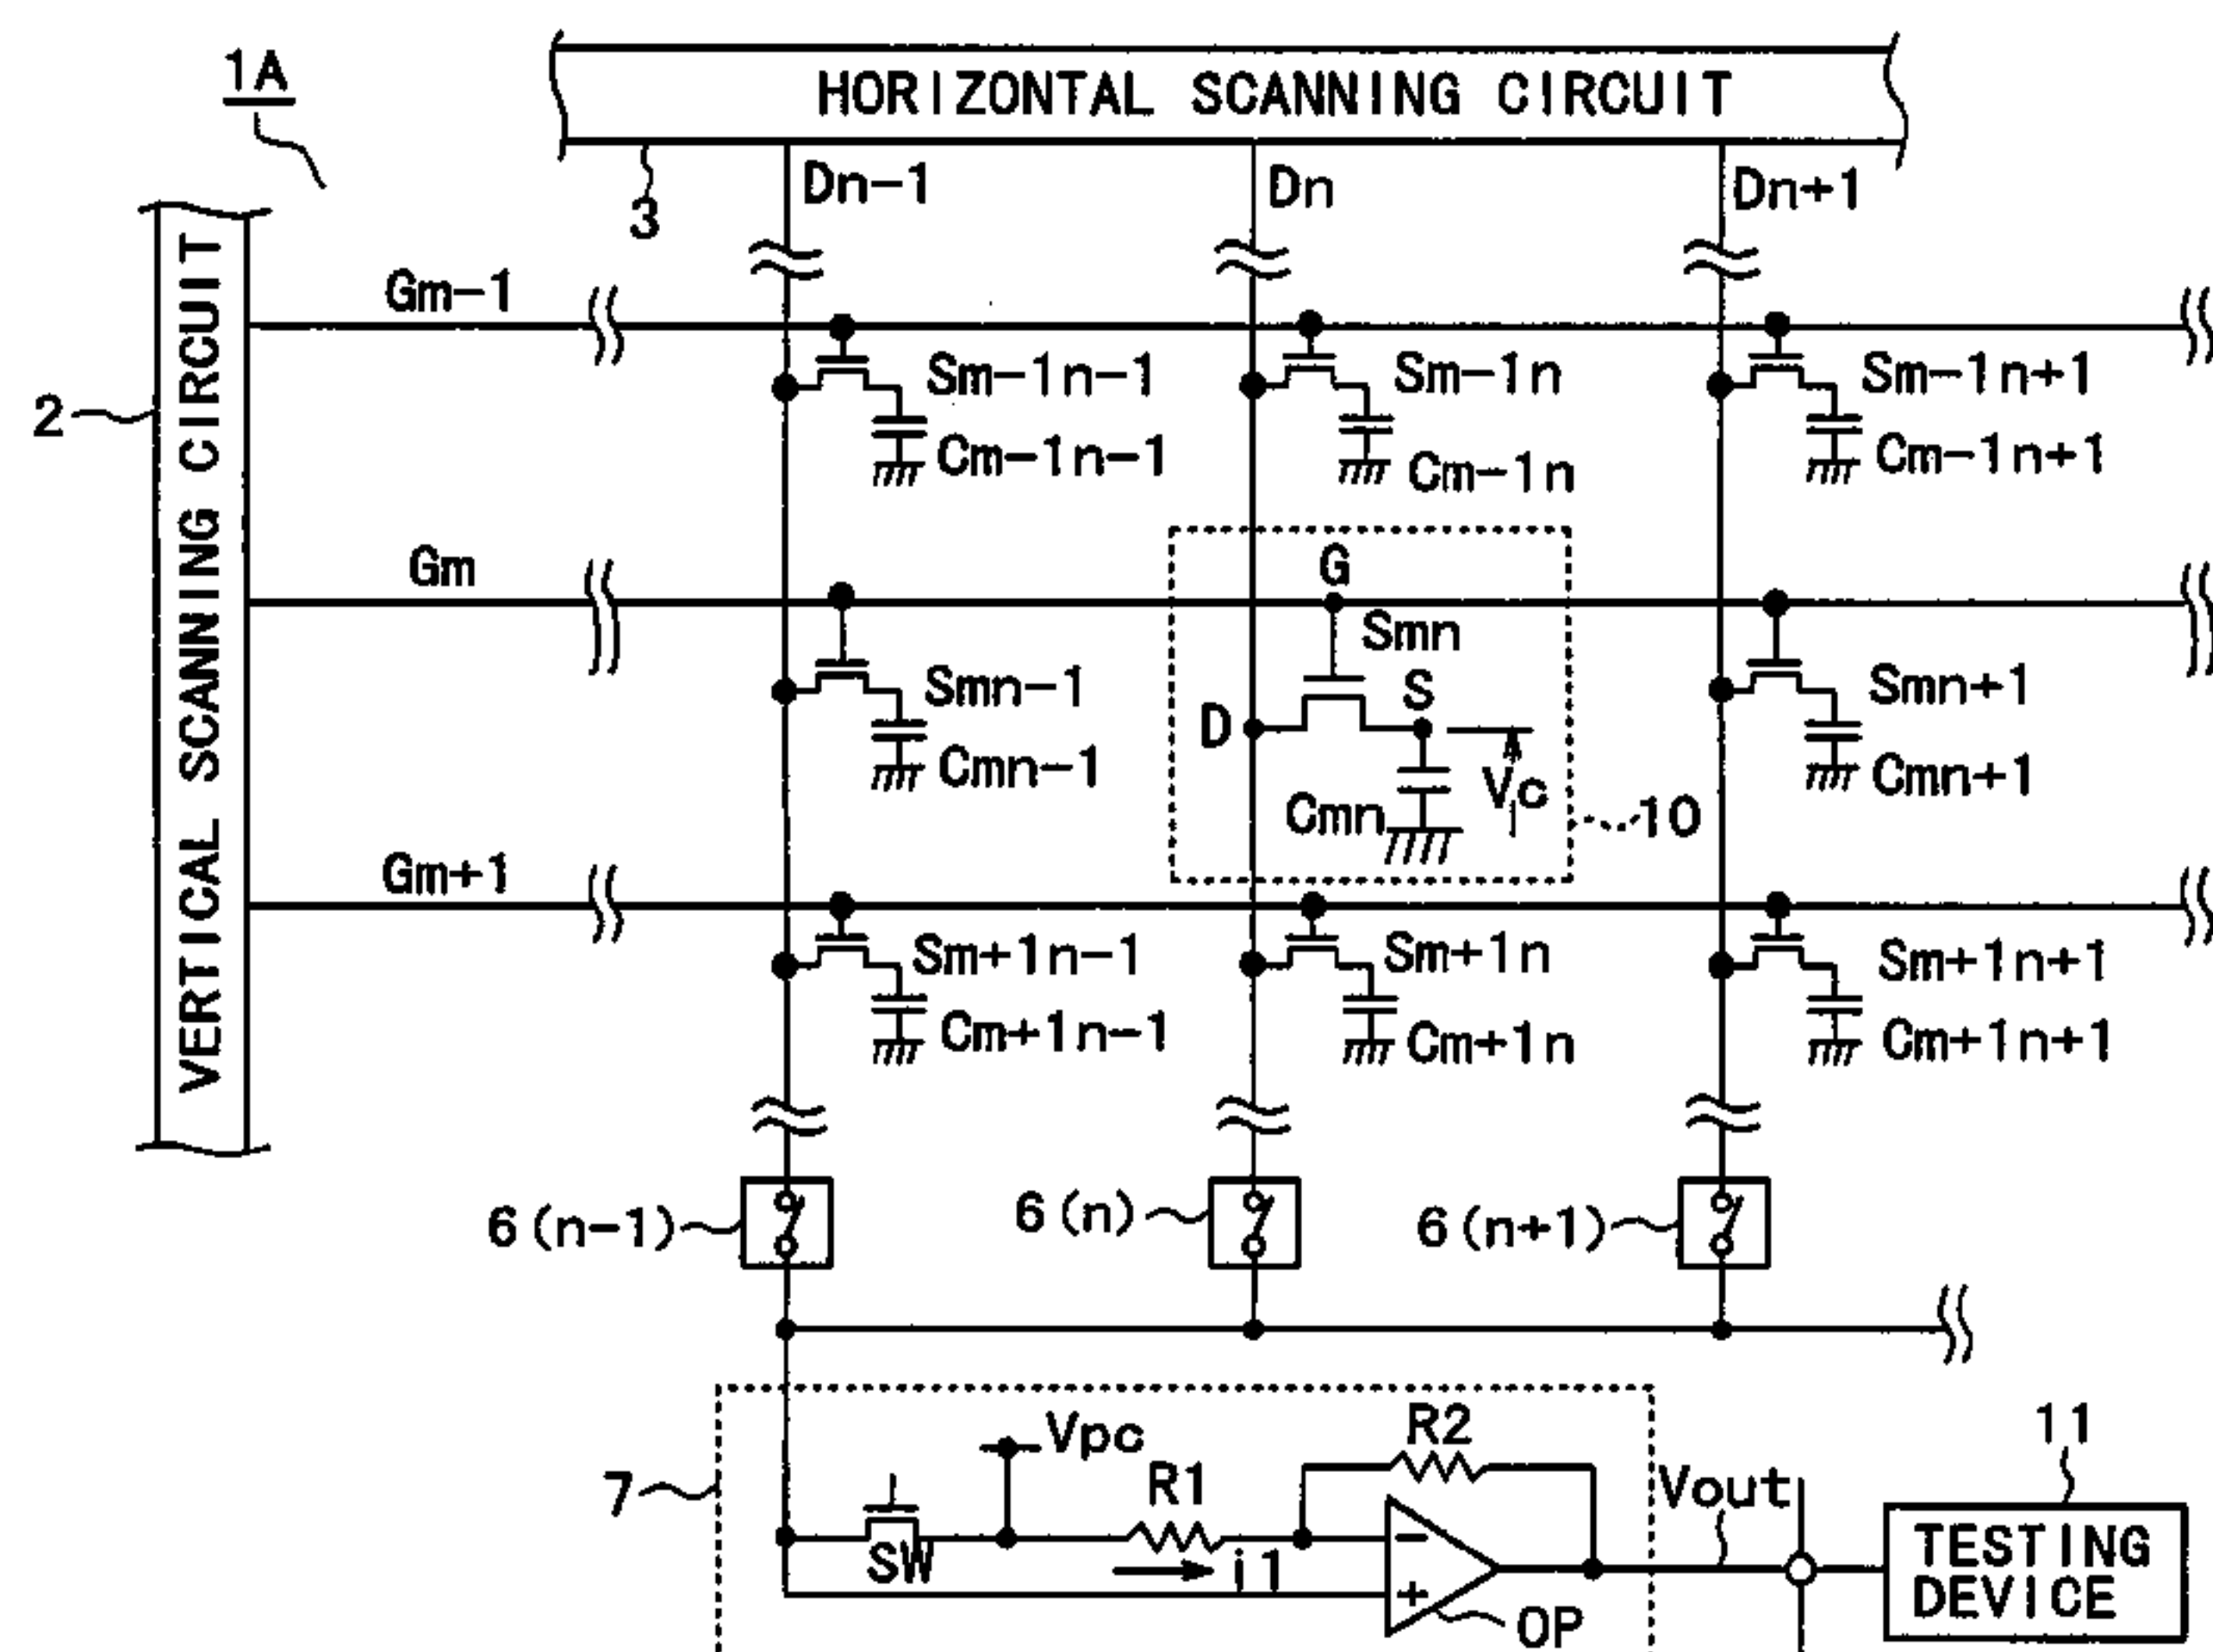 1A
HORIZONTAL SCANNING CIRCUIT
3
Dn-1
Dn
Dn+1
2
VERTICAL SCANNING CIRCUIT
Gm-1
Sm-1n-1
Sm-1n
Sm-1n+1
Cm-1n-1
Cm-1n
Cm-1n+1
Gm
G
Smn
Smn-1
S
Smn+1
D
Cmn-1
Cmn
Vc
Cmn+1
10
Gm+1
Sm+1n-1
Sm+1n
Sm+1n+1
Cm+1n-1
Cm+1n
Cm+1n+1
6(n-1)
6(n)
6(n+1)
7
Vpc
R1
R2
Vout
11
SW
i1
-
+
OP
TESTING
DEVICE